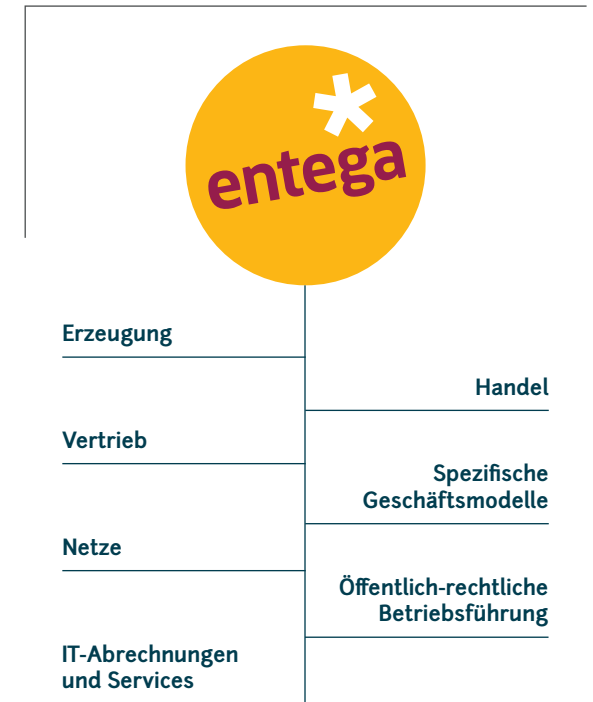 entega
Erzeugung
Handel
Vertrieb
Spezifische
Geschäftsmodelle
Netze
Öffentlich-rechtliche
Betriebsführung
IT-Abrechnungen
und Services